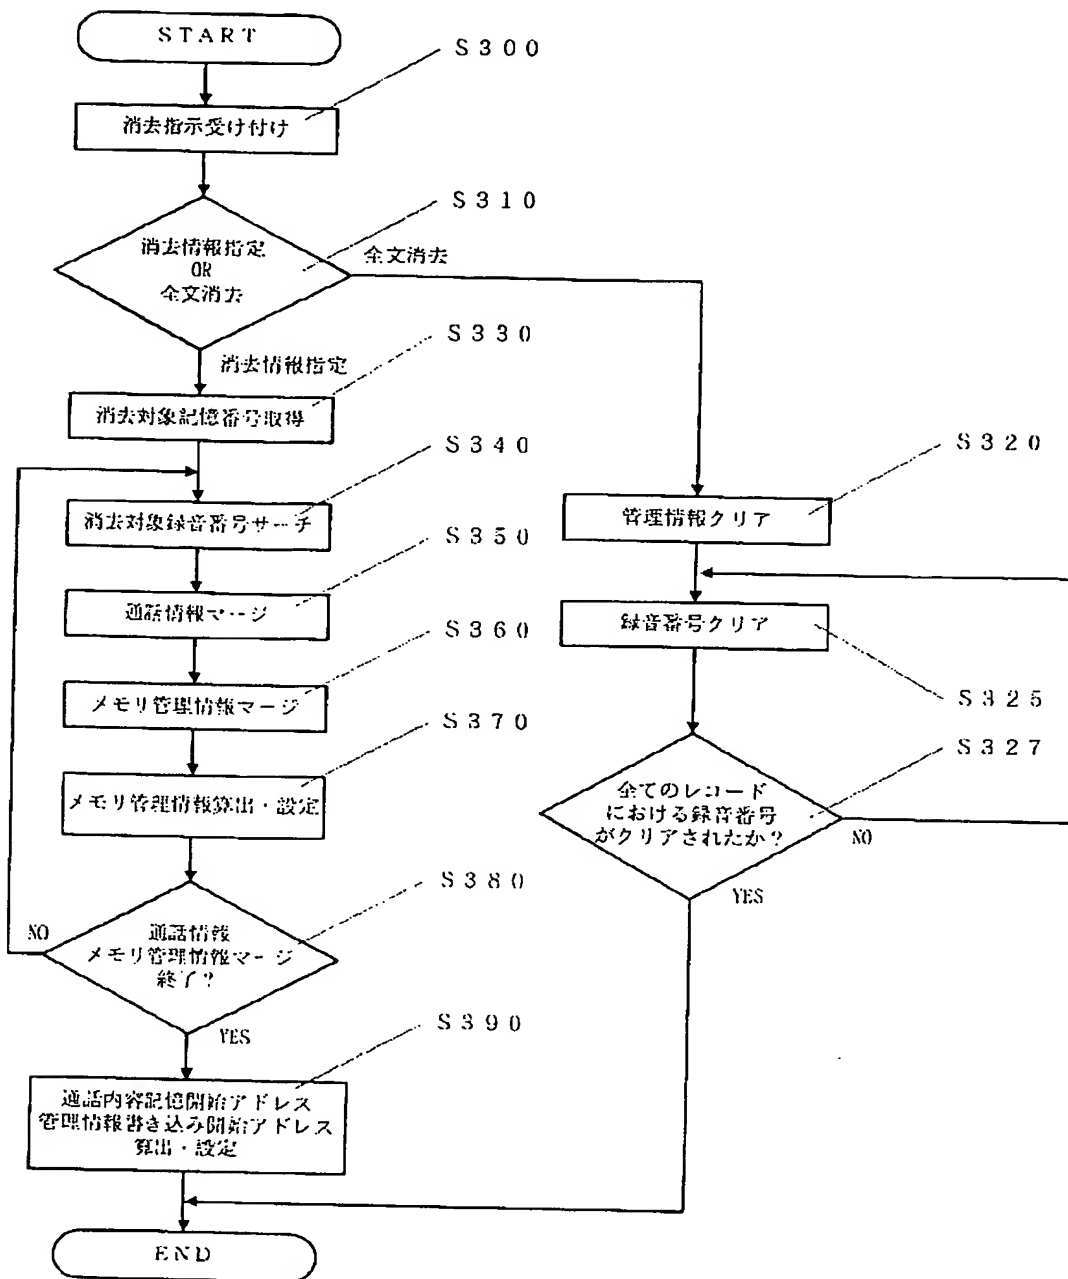 START
S300
消去指示受け付け
S310
消去情報指定
OR
全文消去
全文消去
消去情報指定
S330
消去対象記憶番号取得
S340
消去対象録音番号サーチ
S350
通話情報マージ
S360
メモリ管理情報マージ
S370
メモリ管理情報算出・設定
S380
通話情報
メモリ管理情報マージ
終了?
NO
YES
S390
通話内容記憶開始アドレス
管理情報書き込み開始アドレス
算出・設定
END
S320
管理情報クリア
録音番号クリア
S325
S327
全てのレコード
における録音番号
がクリアされたか?
NO
YES